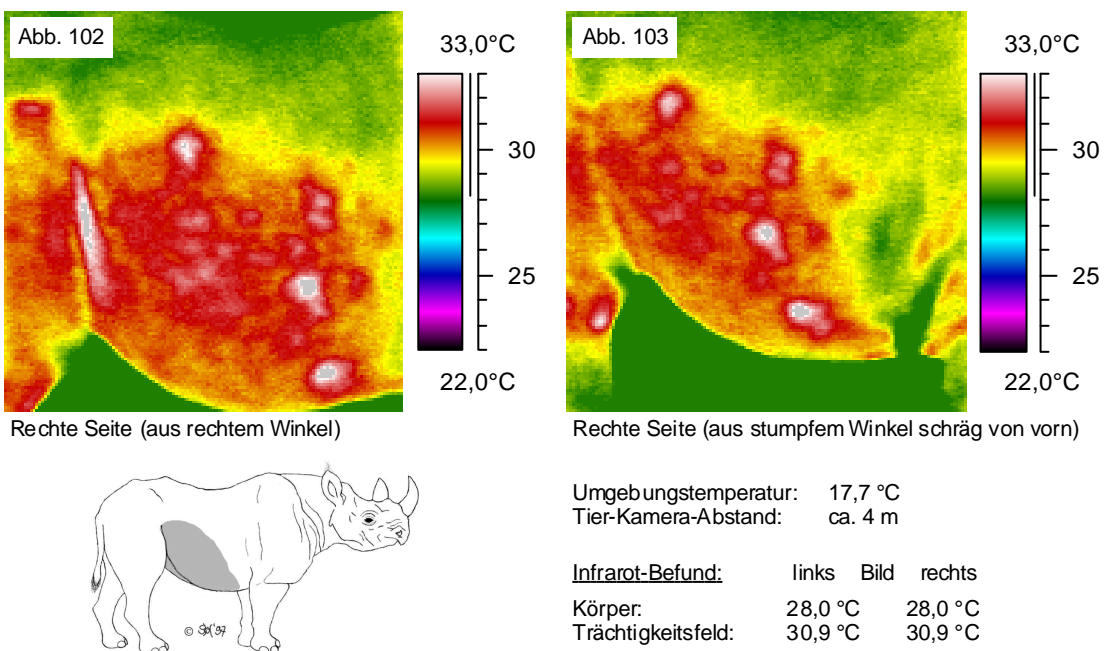 Abb. 102
33,0°C
30
25
22,0°C
Abb. 103
33,0°C
30
25
22,0°C
Rechte Seite (aus rechtem Winkel)
Rechte Seite (aus stumpfem Winkel schräg von vorn)
Umgebungstemperatur: 17,7 °C
Tier-Kamera-Abstand: ca. 4 m
Infrarot-Befund: links Bild rechts
Körper: 28,0 °C 28,0 °C
Trächtigkeitsfeld: 30,9 °C 30,9 °C
© '97